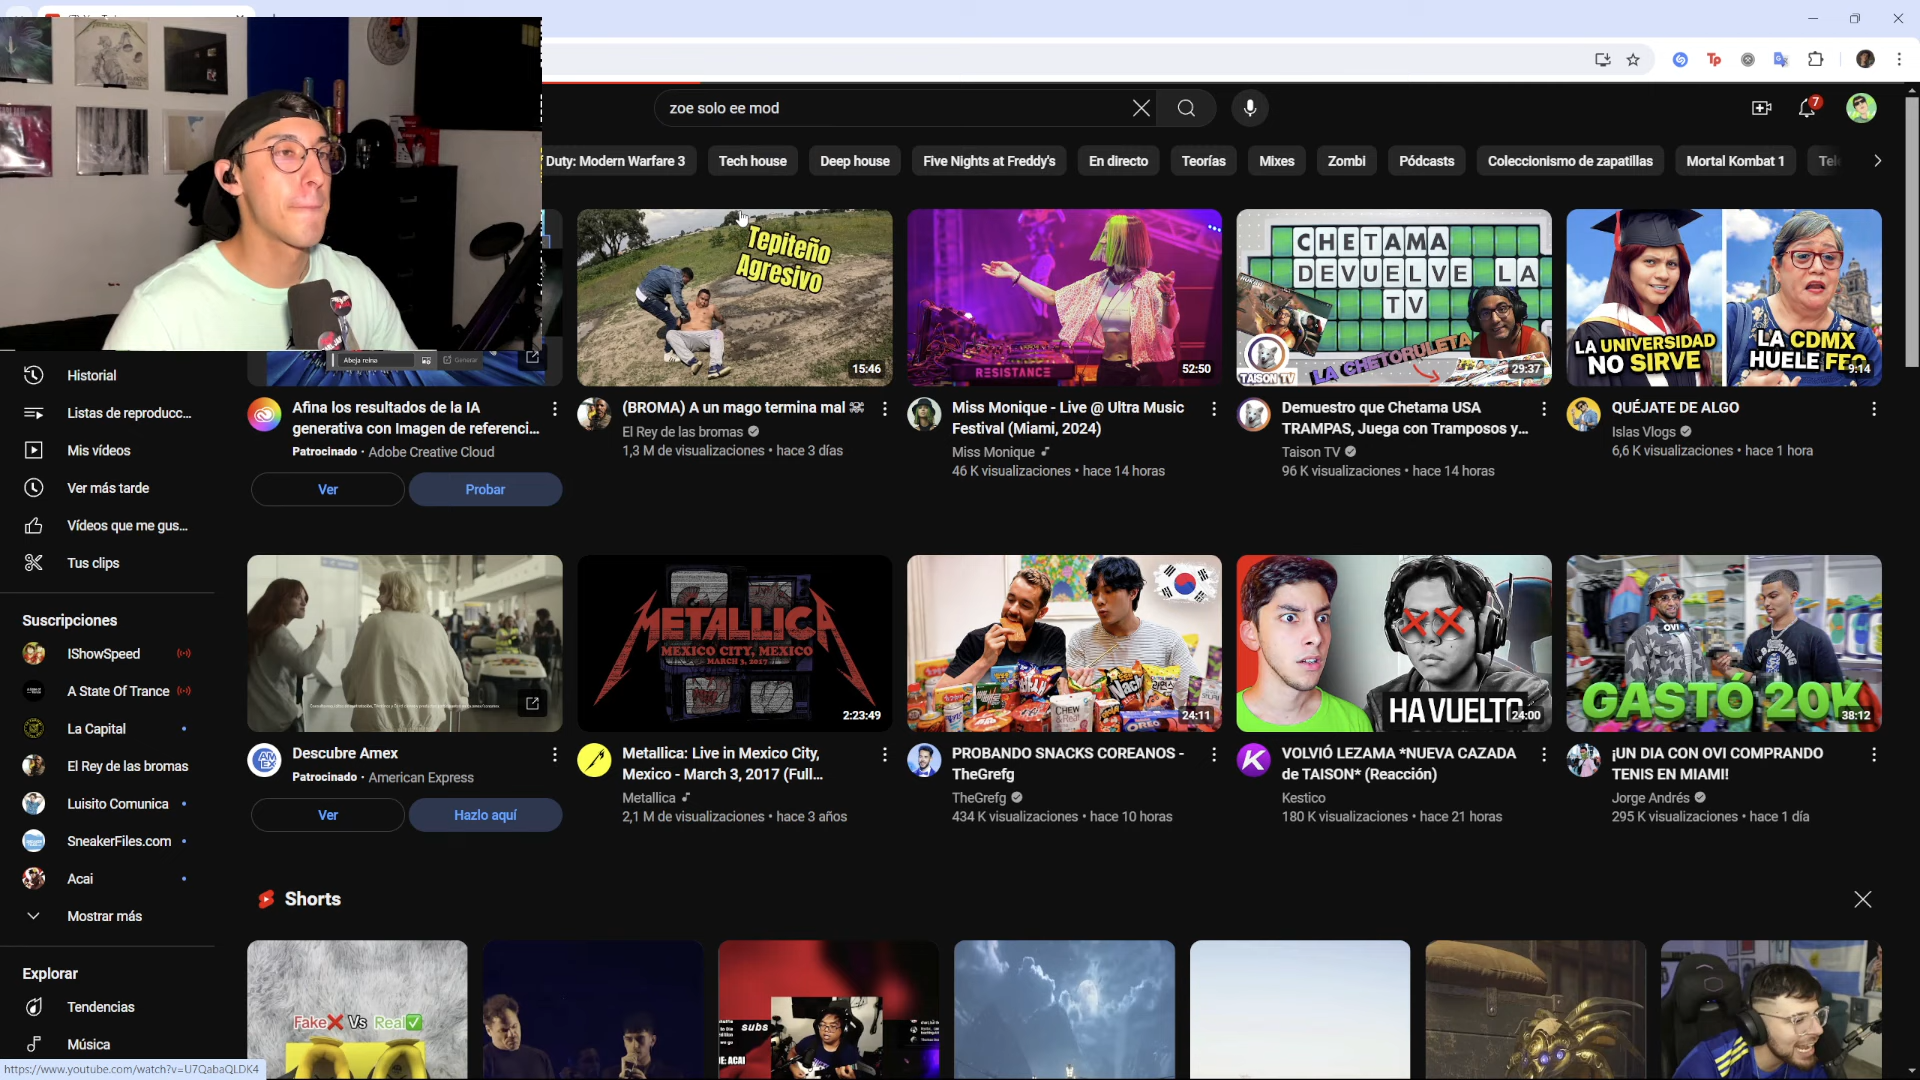 zoe solo ee mod
7
Duty: Modern Warfare 3
Tech house
Deep house
Five Nights at Freddy's
En directo
Teorías
Mixes
Zombi
Pódcasts
Coleccionismo de zapatillas
Mortal Kombat 1
Historial
Listas de reproducc...
Mis vídeos
Ver más tarde
Vídeos que me gus...
Tus clips
Suscripciones
IShowSpeed
A State Of Trance
La Capital
El Rey de las bromas
Luisito Comunica
SneakerFiles.com
Acai
Mostrar más
Explorar
Tendencias
Música
https://www.youtube.com/watch?v=U7QabaQLDK4
Abeja reina
Generar
Afina los resultados de la IA
generativa con Imagen de referenci...
Patrocinado • Adobe Creative Cloud
Ver
Probar
Tepiteño
Agresivo
15:46
(BROMA) A un mago termina mal ☠
El Rey de las bromas
1,3 M de visualizaciones • hace 3 días
RESISTANCE
52:50
Miss Monique - Live @ Ultra Music
Festival (Miami, 2024)
Miss Monique
46 K visualizaciones • hace 14 horas
CHETAMA
DEVUELVE LA
TV
LA CHETORULETA
TAISON TV
29:37
Demuestro que Chetama USA
TRAMPAS, Juega con Tramposos y...
Taison TV
96 K visualizaciones • hace 14 horas
LA UNIVERSIDAD
NO SIRVE
LA CDMX
HUELE FEO
9:14
QUÉJATE DE ALGO
Islas Vlogs
6,6 K visualizaciones • hace 1 hora
Descubre Amex
Patrocinado • American Express
Ver
Hazlo aquí
METALLICA
MEXICO CITY, MEXICO
MARCH 3, 2017
2:23:49
Metallica: Live in Mexico City,
Mexico - March 3, 2017 (Full...
Metallica
2,1 M de visualizaciones • hace 3 años
24:11
PROBANDO SNACKS COREANOS -
TheGrefg
TheGrefg
434 K visualizaciones • hace 10 horas
HA VUELTO
24:00
VOLVIÓ LEZAMA *NUEVA CAZADA
de TAISON* (Reacción)
Kestico
180 K visualizaciones • hace 21 horas
OVI
GASTÓ 20K
38:12
¡UN DIA CON OVI COMPRANDO
TENIS EN MIAMI!
Jorge Andrés
295 K visualizaciones • hace 1 día
Shorts
Fake❌ Vs Real✅
subs